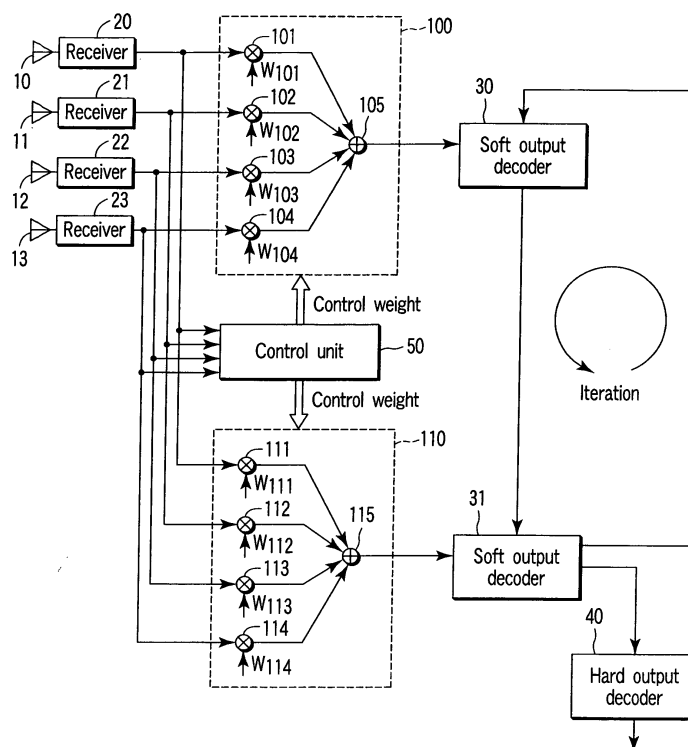 20
Receiver
10
21
Receiver
11
22
Receiver
12
23
Receiver
13
100
101
W101
102
W102
103
W103
104
W104
105
30
Soft output
decoder
Control weight
Control unit
50
Control weight
Iteration
110
111
W111
112
W112
113
W113
114
W114
115
31
Soft output
decoder
40
Hard output
decoder